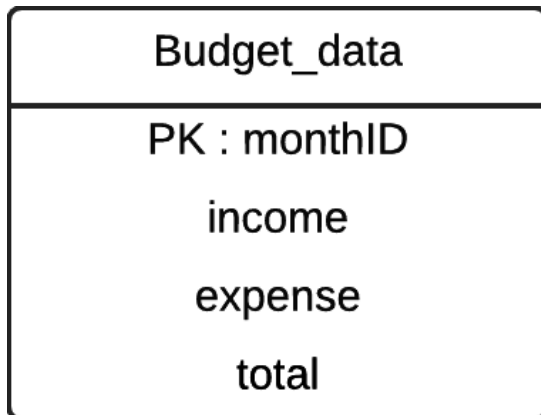 Budget_data
PK : monthID
income
expense
total